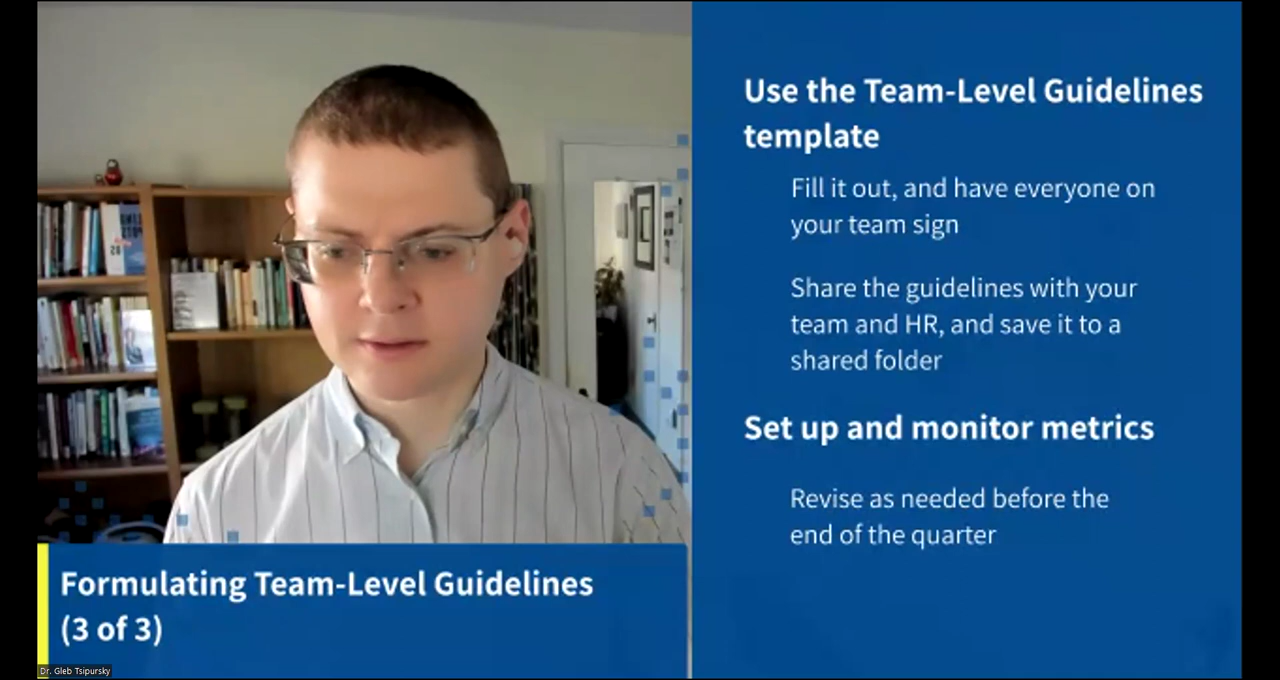 Use the Team-Level Guidelines
template
Fill it out, and have everyone on
your team sign
Share the guidelines with your
team and HR, and save it to a
shared folder
Set up and monitor metrics
Revise as needed before the
end of the quarter
Formulating Team-Level Guidelines
(3 of 3)
Dr. Gleb Tsipursky